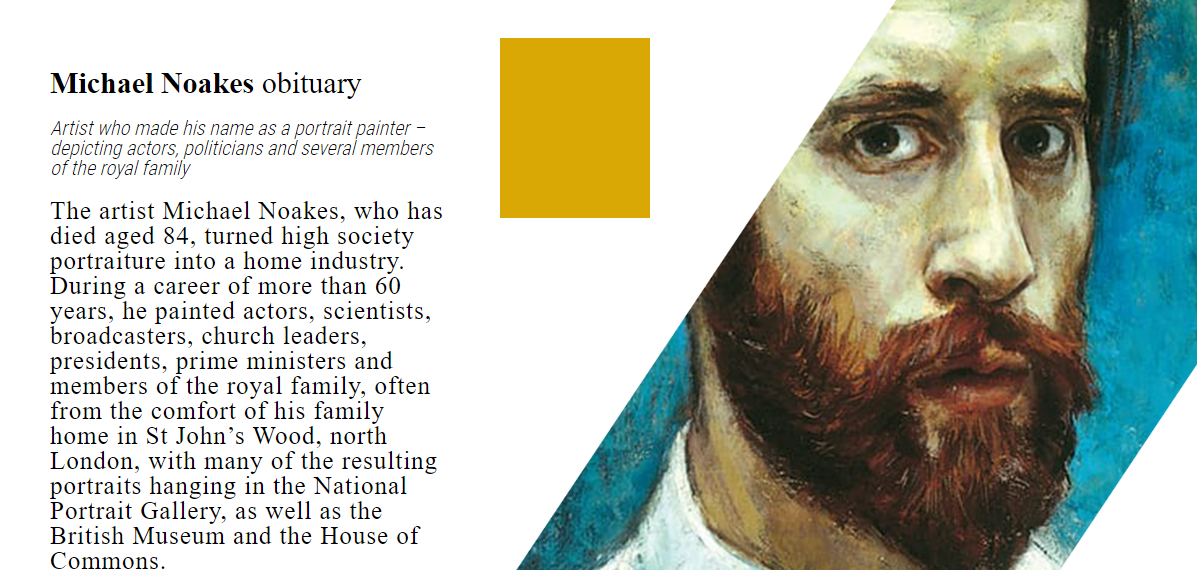 Michael Noakes obituary
Artist who made his name as a portrait painter –
depicting actors, politicians and several members
of the royal family
The artist Michael Noakes, who has
died aged 84, turned high society
portraiture into a home industry.
During a career of more than 60
years, he painted actors, scientists,
broadcasters, church leaders,
presidents, prime ministers and
members of the royal family, often
from the comfort of his family
home in St John’s Wood, north
London, with many of the resulting
portraits hanging in the National
Portrait Gallery, as well as the
British Museum and the House of
Commons.